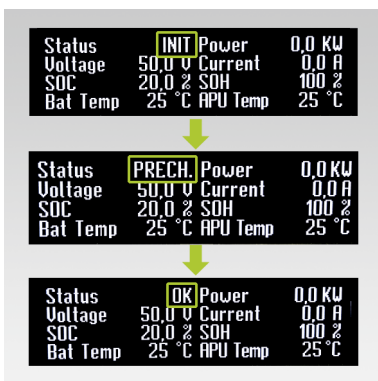 Status INIT Power 0,0 KW
Voltage 50,0 V Current 0,0 A
SOC 20,0 % SOH 100 %
Bat Temp 25 °C APU Temp 25 °C
Status PRECH. Power 0,0 KW
Voltage 50,0 V Current 0,0 A
SOC 20,0 % SOH 100 %
Bat Temp 25 °C APU Temp 25 °C
Status OK Power 0,0 KW
Voltage 50,0 V Current 0,0 A
SOC 20,0 % SOH 100 %
Bat Temp 25 °C APU Temp 25 °C